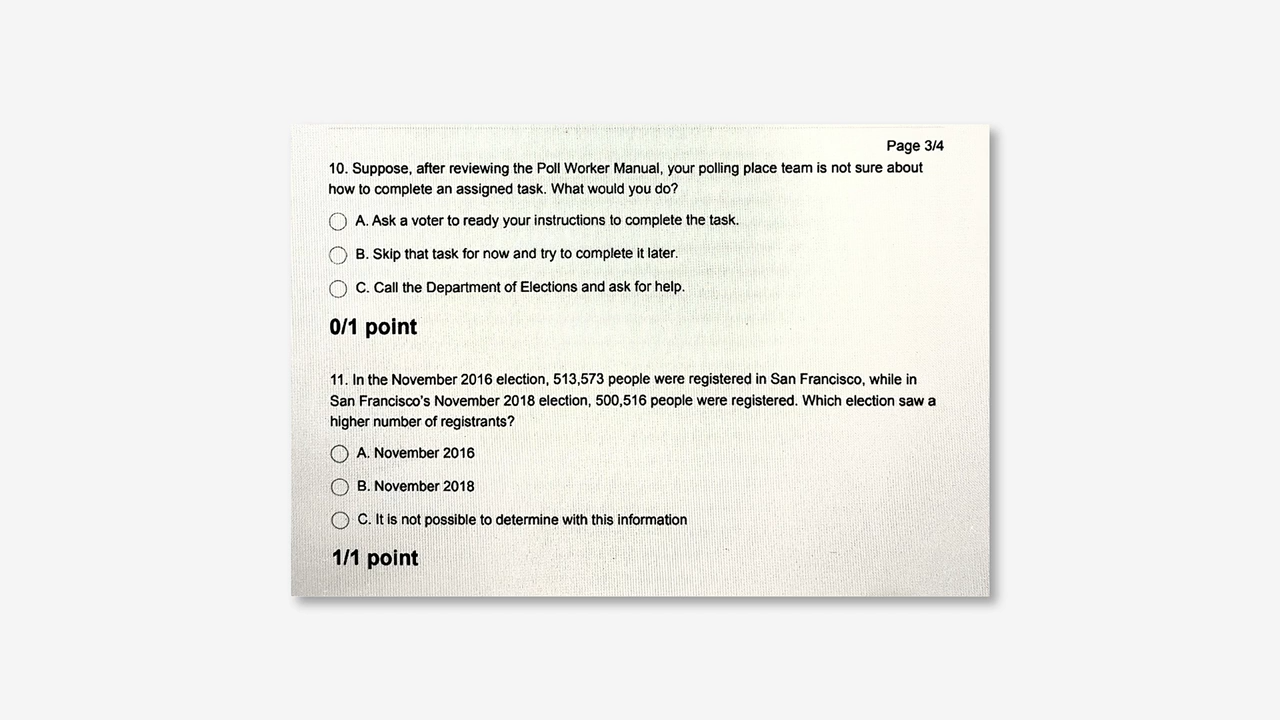 Page 3/4
10. Suppose, after reviewing the Poll Worker Manual, your polling place team is not sure about
how to complete an assigned task. What would you do?
A. Ask a voter to ready your instructions to complete the task.
B. Skip that task for now and try to complete it later.
C. Call the Department of Elections and ask for help.
0/1 point
11. In the November 2016 election, 513,573 people were registered in San Francisco, while in
San Francisco's November 2018 election, 500,516 people were registered. Which election saw a
higher number of registrants?
A. November 2016
B. November 2018
C. It is not possible to determine with this information
1/1 point